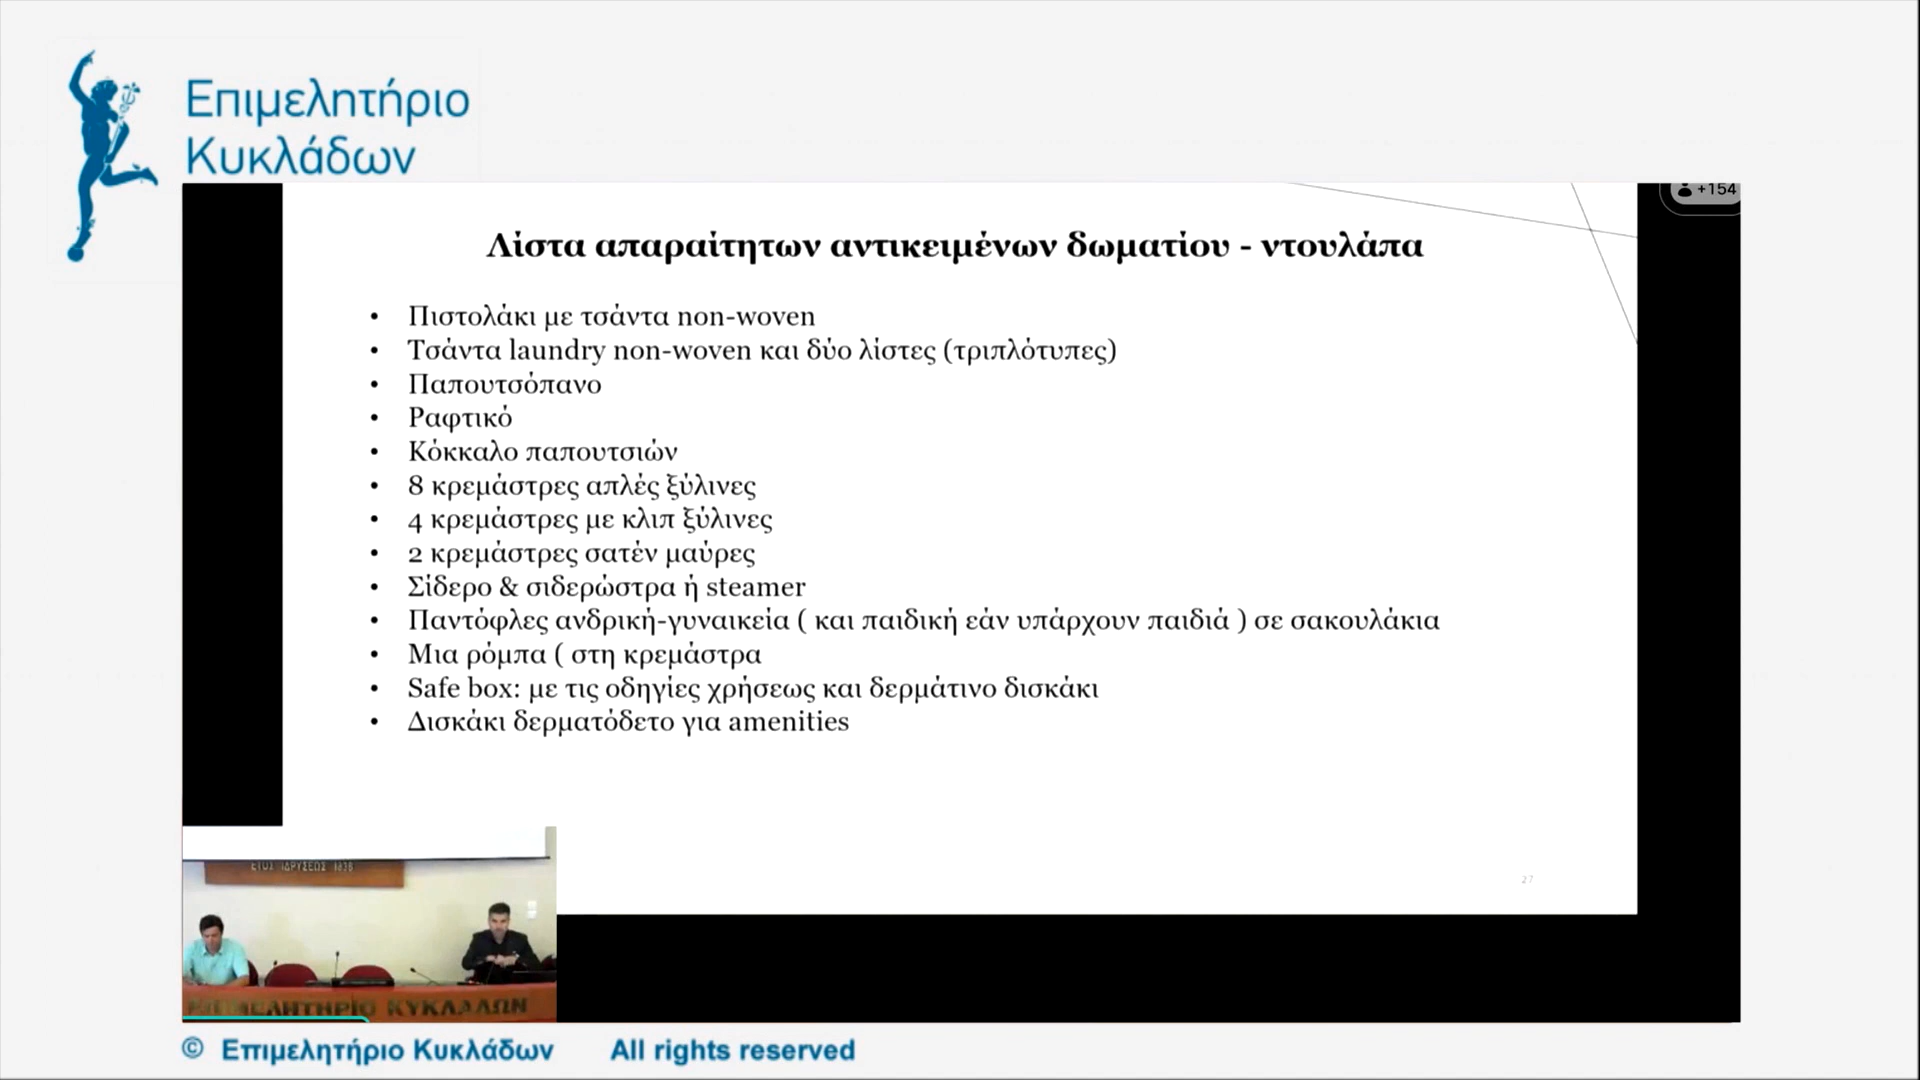 Επιμελητήριο
Κυκλάδων
+154
Λίστα απαραίτητων αντικειμένων δωματίου - ντουλάπα
• Πιστολάκι με τσάντα non-woven
• Τσάντα laundry non-woven και δύο λίστες (τριπλότυπες)
• Παπουτσόπανο
• Ραφτικό
• Κόκκαλο παπουτσιών
• 8 κρεμάστρες απλές ξύλινες
• 4 κρεμάστρες με κλιπ ξύλινες
• 2 κρεμάστρες σατέν μαύρες
• Σίδερο & σιδερώστρα ή steamer
• Παντόφλες ανδρική-γυναικεία ( και παιδική εάν υπάρχουν παιδιά ) σε σακουλάκια
• Μια ρόμπα ( στη κρεμάστρα
• Safe box: με τις οδηγίες χρήσεως και δερμάτινο δισκάκι
• Δισκάκι δερματόδετο για amenities
27
ΕΤΟΣ ΙΔΡΥΣΕΩΣ 1836
ΕΠΙΜΕΛΗΤΗΡΙΟ ΚΥΚΛΑΔΩΝ
© Επιμελητήριο Κυκλάδων All rights reserved